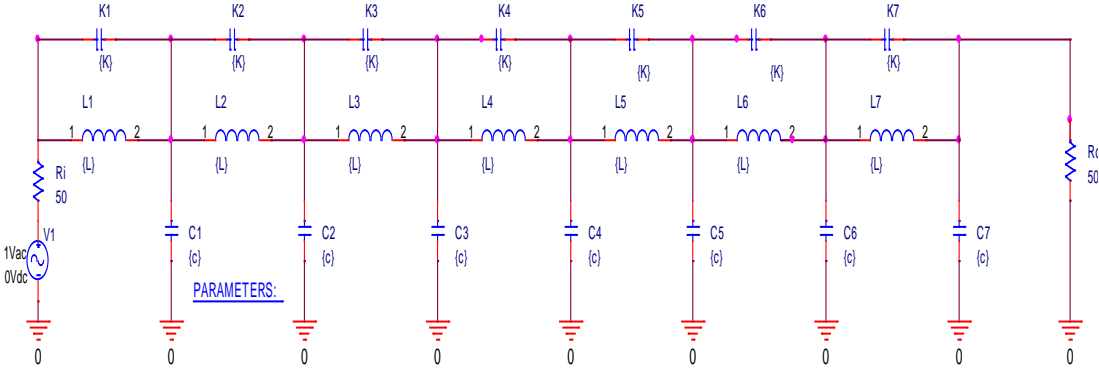 K1 K2 K3 K4 K5 K6 K7
{K} {K} {K} {K} {K} {K} {K}
L1 L2 L3 L4 L5 L6 L7
1 2 1 2 1 2 1 2 1 2 1 2 1 2
{L} {L} {L} {L} {L} {L} {L}
Ri
50
Ro
50
V1
1Vac
0Vdc
C1 C2 C3 C4 C5 C6 C7
{c} {c} {c} {c} {c} {c} {c}
PARAMETERS:
0 0 0 0 0 0 0 0 0